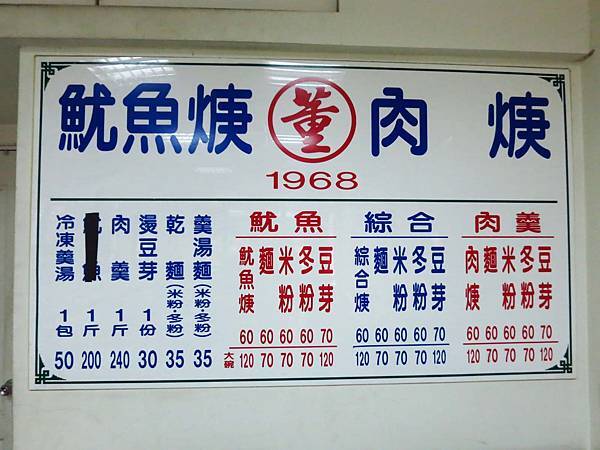 魷魚焿 董 肉焿
1968
冷凍羹湯 1包 50
魚 1斤 200
肉羹 1斤 240
燙豆芽 1份 30
乾麵(米粉.冬粉) 35
羹湯麵(米粉.冬粉) 35
魷魚
魷魚焿 麵 米粉 冬粉 豆芽
60 60 60 60 70
大碗 120 70 70 70 120
綜合
綜合焿 麵 米粉 冬粉 豆芽
60 60 60 60 70
120 70 70 70 120
肉羹
肉焿 麵 米粉 冬粉 豆芽
60 60 60 60 70
120 70 70 70 120